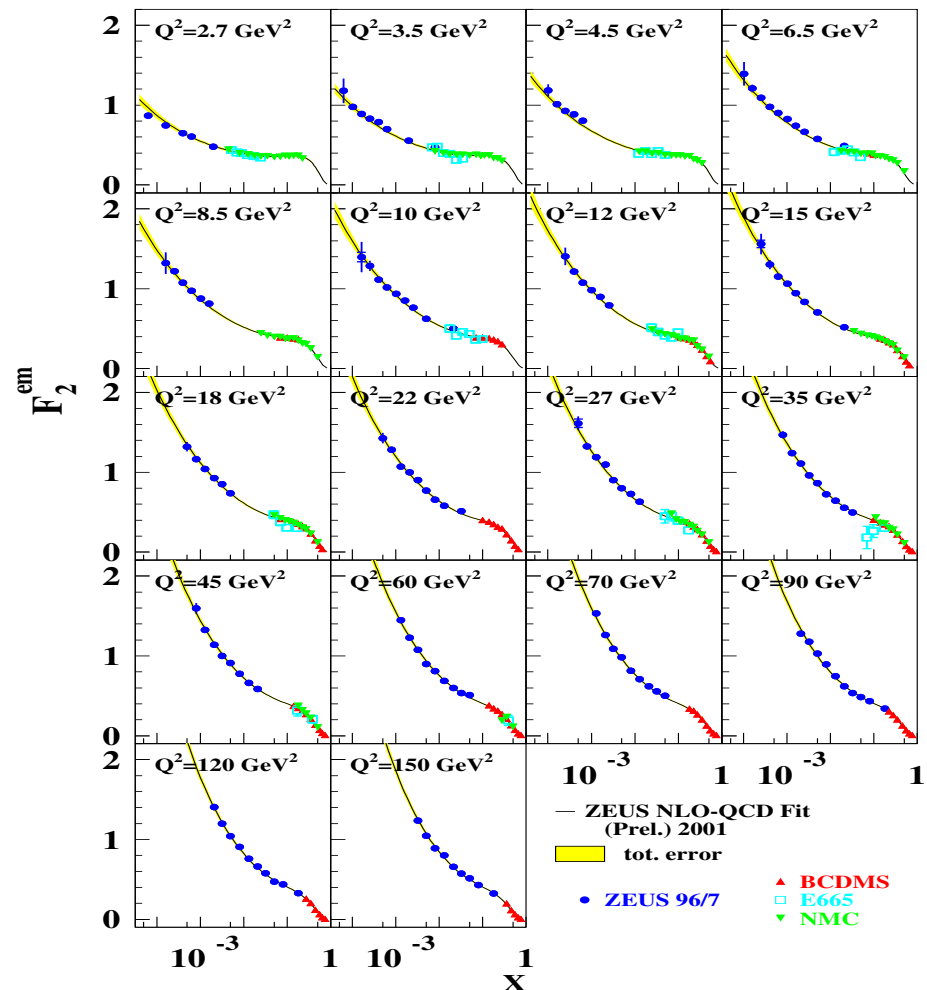 Q²=2.7 GeV² Q²=3.5 GeV² Q²=4.5 GeV² Q²=6.5 GeV²
2
1
0
Q²=8.5 GeV² Q²=10 GeV² Q²=12 GeV² Q²=15 GeV²
2
1
0
F₂ᵉᵐ
Q²=18 GeV² Q²=22 GeV² Q²=27 GeV² Q²=35 GeV²
2
1
0
Q²=45 GeV² Q²=60 GeV² Q²=70 GeV² Q²=90 GeV²
2
1
0
10⁻³ 1 10⁻³ 1
Q²=120 GeV² Q²=150 GeV²
2
1
0
10⁻³ 1 10⁻³ 1
X
ZEUS NLO-QCD Fit
(Prel.) 2001
tot. error
ZEUS 96/7
BCDMS
E665
NMC